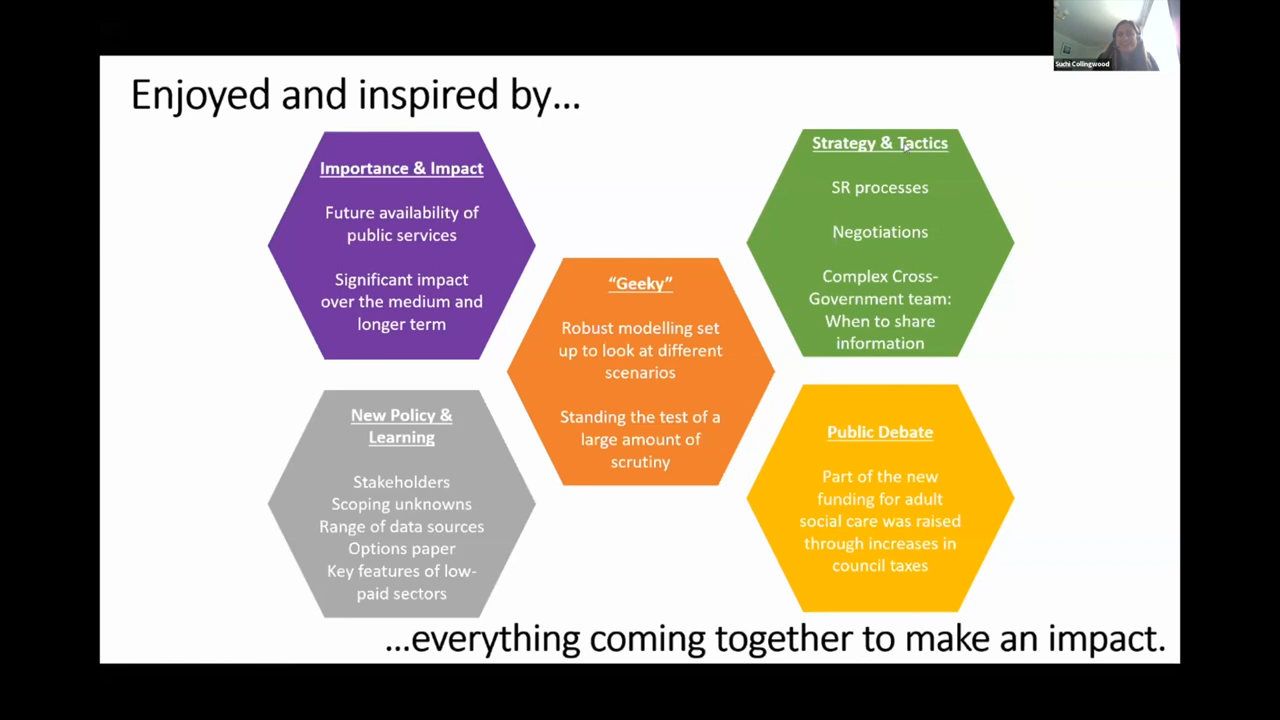 Suchi Collingwood
Enjoyed and inspired by...
Importance & Impact
Future availability of
public services
Significant impact
over the medium and
longer term
Strategy & Tactics
SR processes
Negotiations
Complex Cross-
Government team:
When to share
information
“Geeky”
Robust modelling set
up to look at different
scenarios
Standing the test of a
large amount of
scrutiny
New Policy &
Learning
Stakeholders
Scoping unknowns
Range of data sources
Options paper
Key features of low-
paid sectors
Public Debate
Part of the new
funding for adult
social care was raised
through increases in
council taxes
...everything coming together to make an impact.